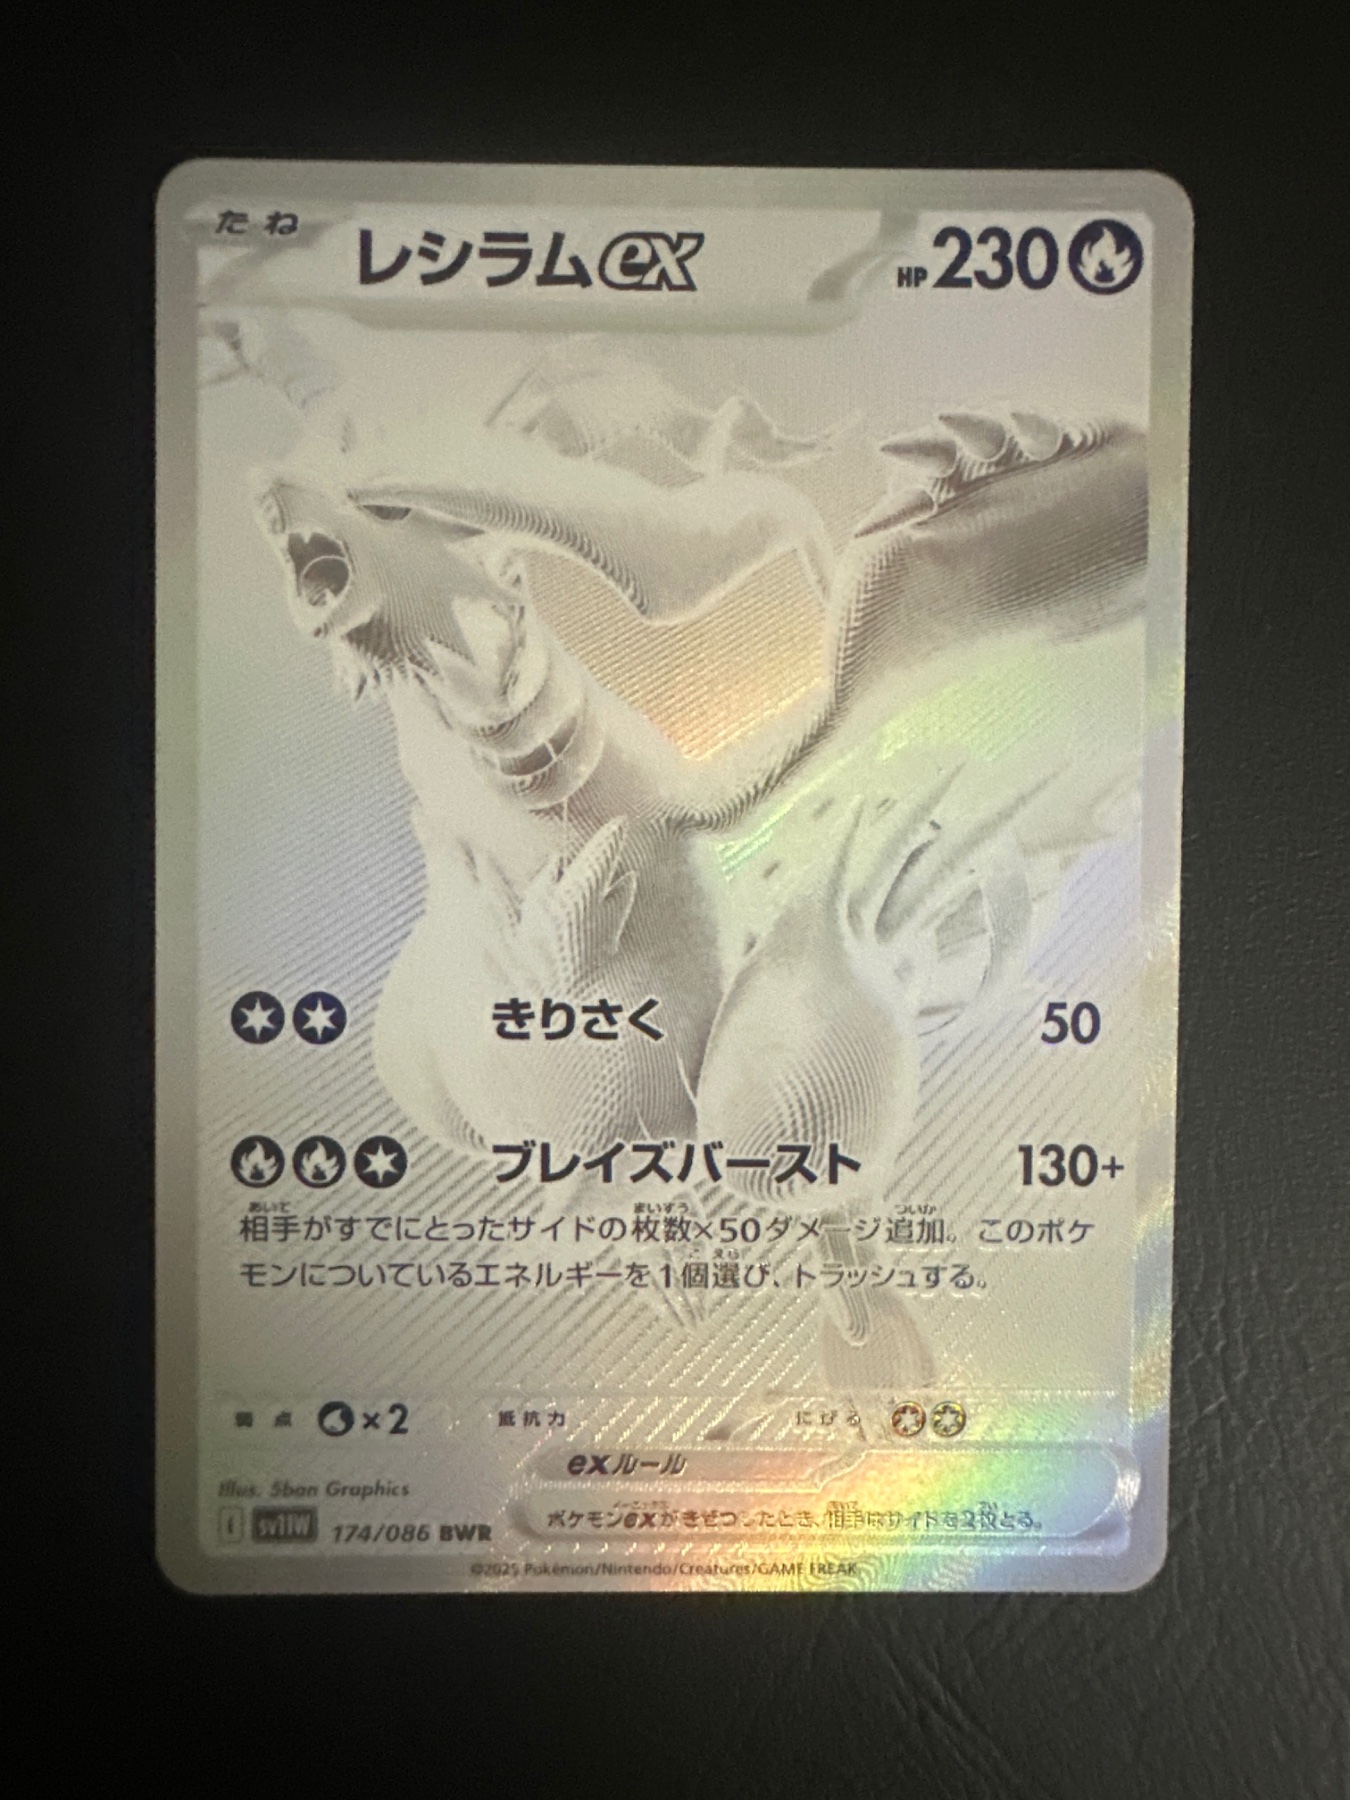 たね レシラムex HP230
きりさく 50
ブレイズバースト 130+
相手がすでにとったサイドの枚数×50ダメージ追加。このポケ
モンについているエネルギーを1個選び、トラッシュする。
弱点 ×2 抵抗力 にげる
exルール
ポケモンexがきぜつしたとき、相手はサイドを2枚とる。
Illus. 5ban Graphics
I sv11W 174/086 BWR
©2025 Pokémon/Nintendo/Creatures/GAME FREAK